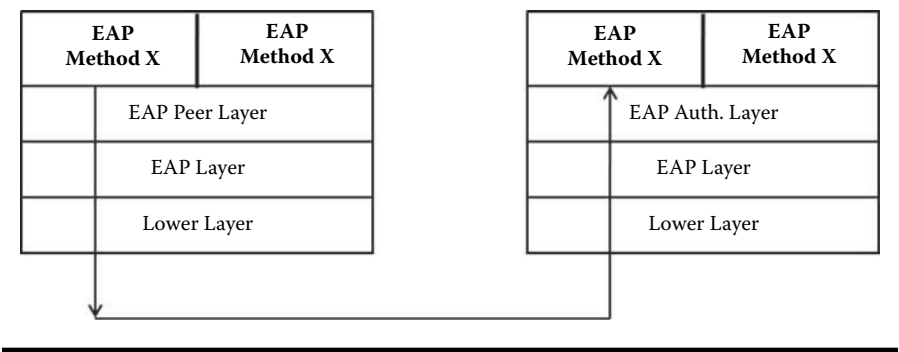 EAP
Method X
EAP
Method X
EAP Peer Layer
EAP Layer
Lower Layer
EAP
Method X
EAP
Method X
EAP Auth. Layer
EAP Layer
Lower Layer